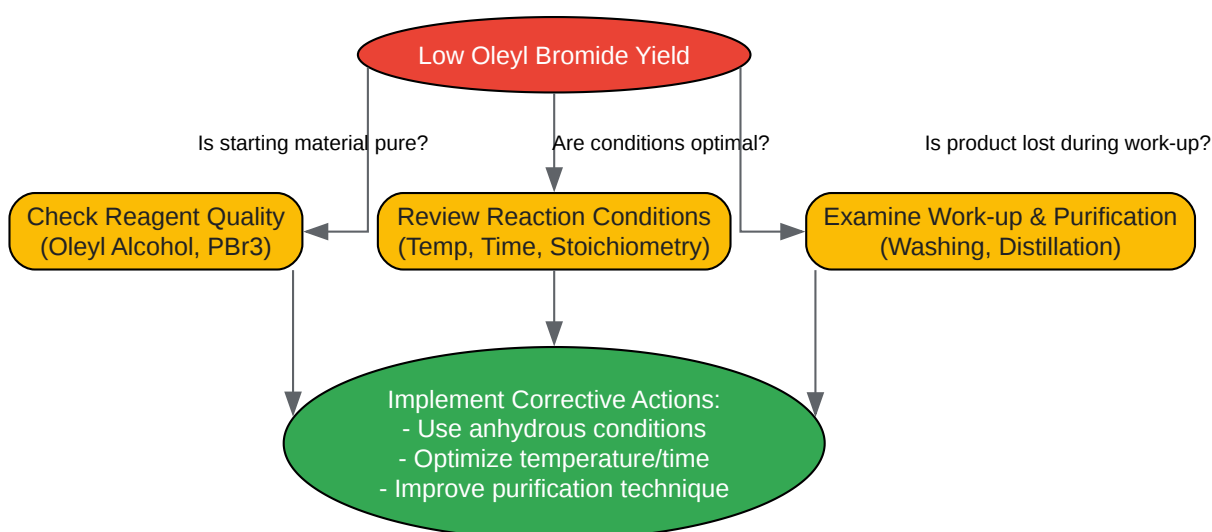 Low Oleyl Bromide Yield
Is starting material pure?
Are conditions optimal?
Is product lost during work-up?
Check Reagent Quality
(Oleyl Alcohol, PBr3)
Review Reaction Conditions
(Temp, Time, Stoichiometry)
Examine Work-up & Purification
(Washing, Distillation)
Implement Corrective Actions:
- Use anhydrous conditions
- Optimize temperature/time
- Improve purification technique